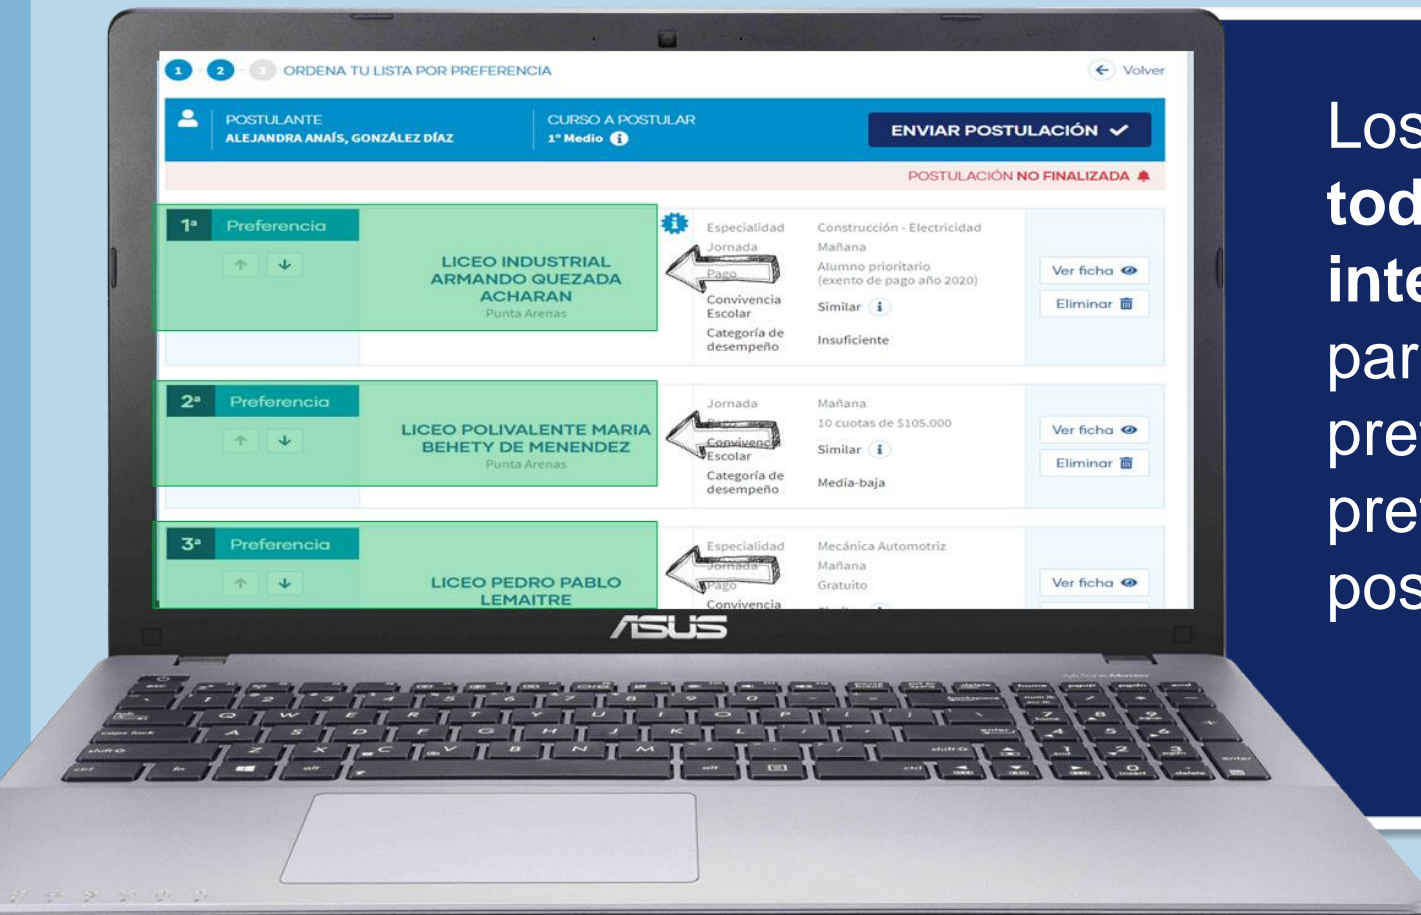 1 - 2 - 3 ORDENA TU LISTA POR PREFERENCIA
Volver
POSTULANTE
ALEJANDRA ANAÍS, GONZÁLEZ DÍAZ
CURSO A POSTULAR
1° Medio
ENVIAR POSTULACIÓN
POSTULACIÓN NO FINALIZADA
1ª Preferencia
LICEO INDUSTRIAL
ARMANDO QUEZADA
ACHARAN
Punta Arenas
Especialidad Construcción - Electricidad
Jornada Mañana
Pago Alumno prioritario
(exento de pago año 2020)
Convivencia
Escolar
Similar
Categoría de
desempeño
Insuficiente
Ver ficha
Eliminar
2ª Preferencia
LICEO POLIVALENTE MARIA
BEHETY DE MENENDEZ
Punta Arenas
Jornada Mañana
10 cuotas de $105.000
Convivencia
Escolar
Similar
Categoría de
desempeño
Media-baja
Ver ficha
Eliminar
3ª Preferencia
LICEO PEDRO PABLO
LEMAITRE
Especialidad Mecánica Automotriz
Jornada Mañana
Pago Gratuito
Convivencia
Ver ficha
ASUS
Los
tod
inte
par
pre
pre
pos